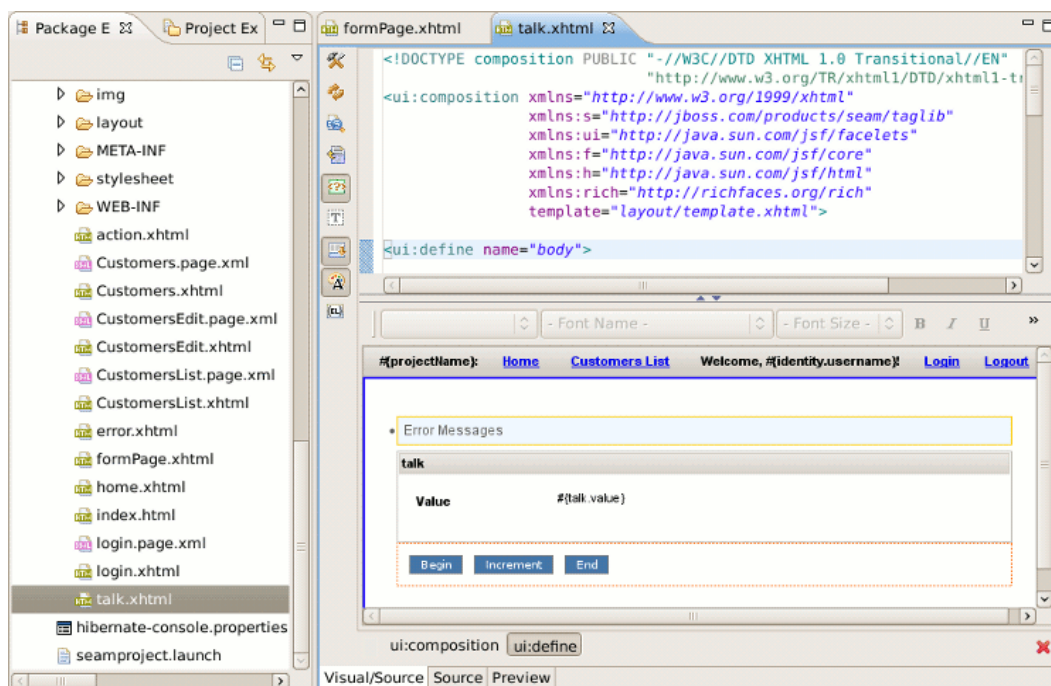 Package E
Project Ex
img
layout
META-INF
stylesheet
WEB-INF
action.xhtml
Customers.page.xml
Customers.xhtml
CustomersEdit.page.xml
CustomersEdit.xhtml
CustomersList.page.xml
CustomersList.xhtml
error.xhtml
formPage.xhtml
home.xhtml
index.html
login.page.xml
login.xhtml
talk.xhtml
hibernate-console.properties
seamproject.launch
formPage.xhtml
talk.xhtml
<!DOCTYPE composition PUBLIC "-//W3C//DTD XHTML 1.0 Transitional//EN"
"http://www.w3.org/TR/xhtml1/DTD/xhtml1-tr
<ui:composition xmlns="http://www.w3.org/1999/xhtml"
xmlns:s="http://jboss.com/products/seam/taglib"
xmlns:ui="http://java.sun.com/jsf/facelets"
xmlns:f="http://java.sun.com/jsf/core"
xmlns:h="http://java.sun.com/jsf/html"
xmlns:rich="http://richfaces.org/rich"
template="layout/template.xhtml">
<ui:define name="body">
- Font Name -
- Font Size -
B I U »
#{projectName}: Home Customers List Welcome, #{identity.username}! Login Logout
Error Messages
talk
Value #{talk.value}
Begin Increment End
ui:composition ui:define
Visual/Source Source Preview